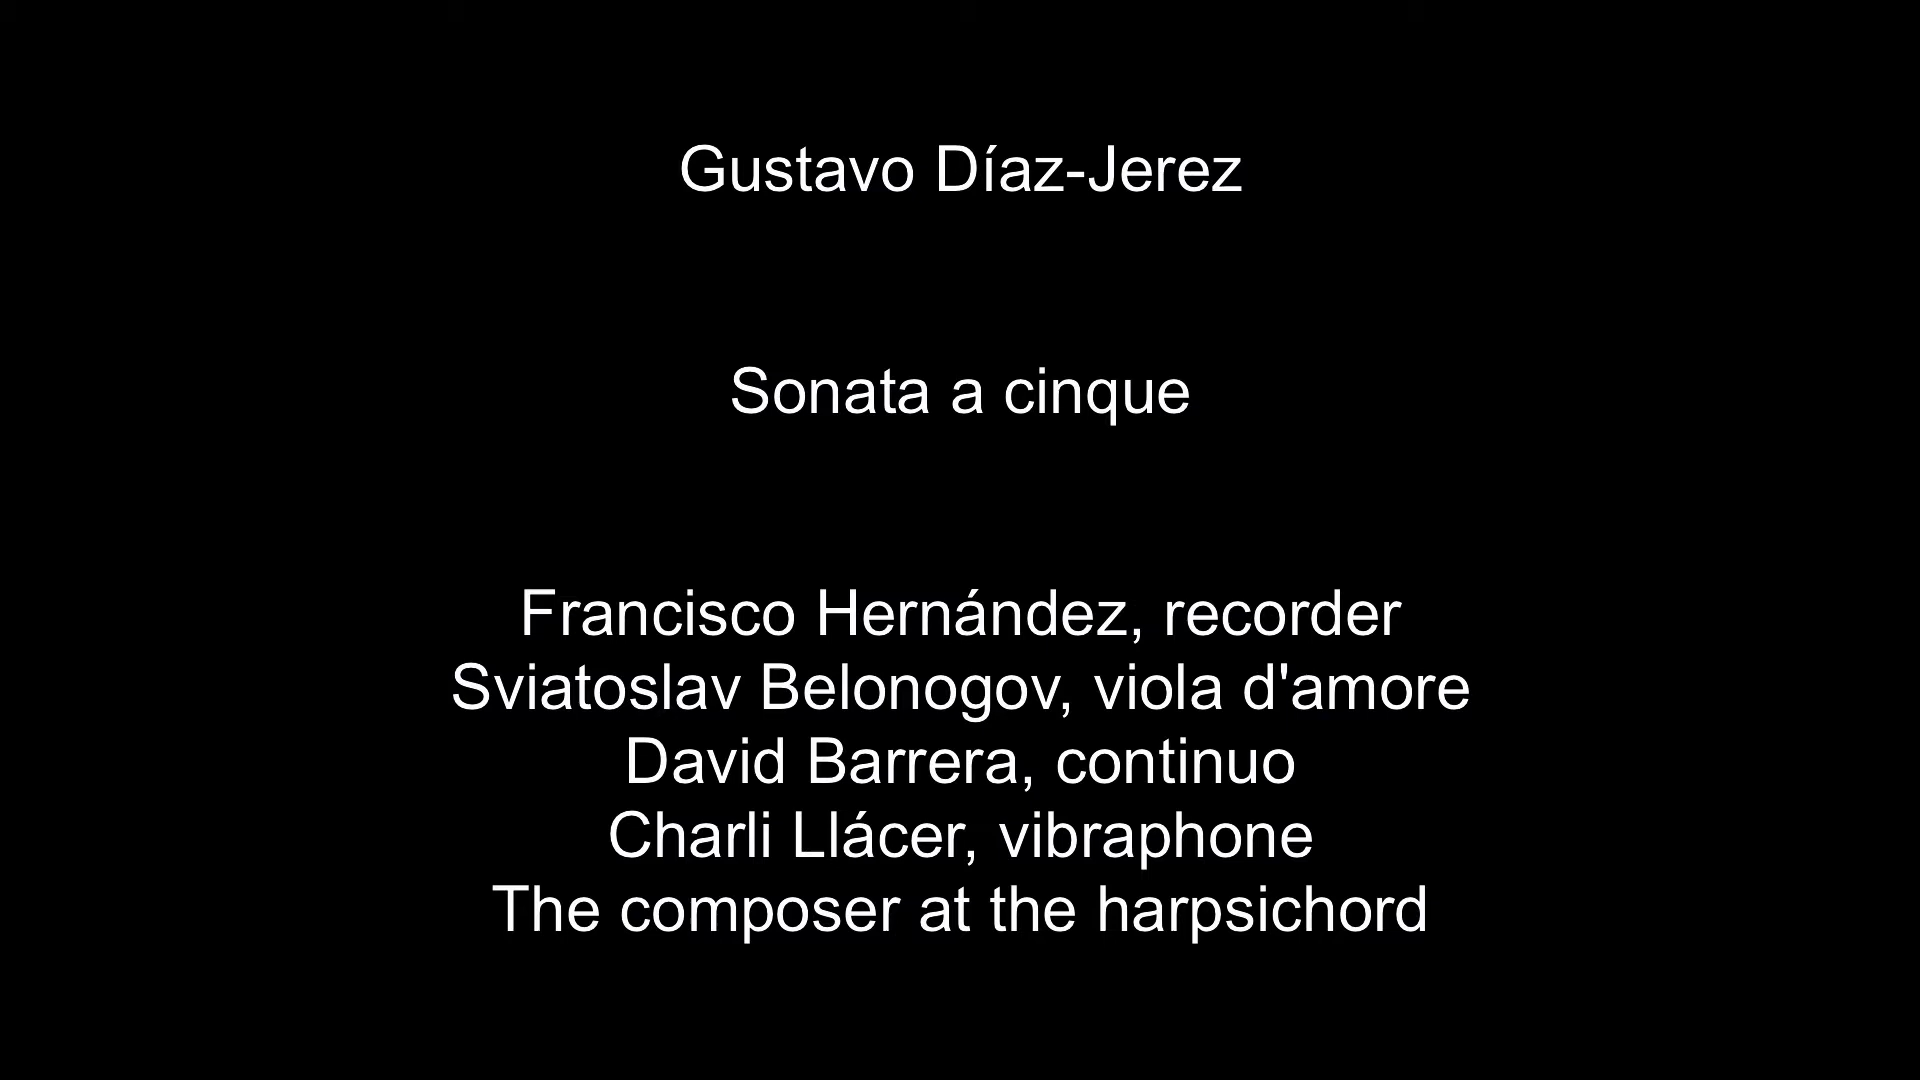 Gustavo Díaz-Jerez
Sonata a cinque
Francisco Hernández, recorder
Sviatoslav Belonogov, viola d'amore
David Barrera, continuo
Charli Llácer, vibraphone
The composer at the harpsichord